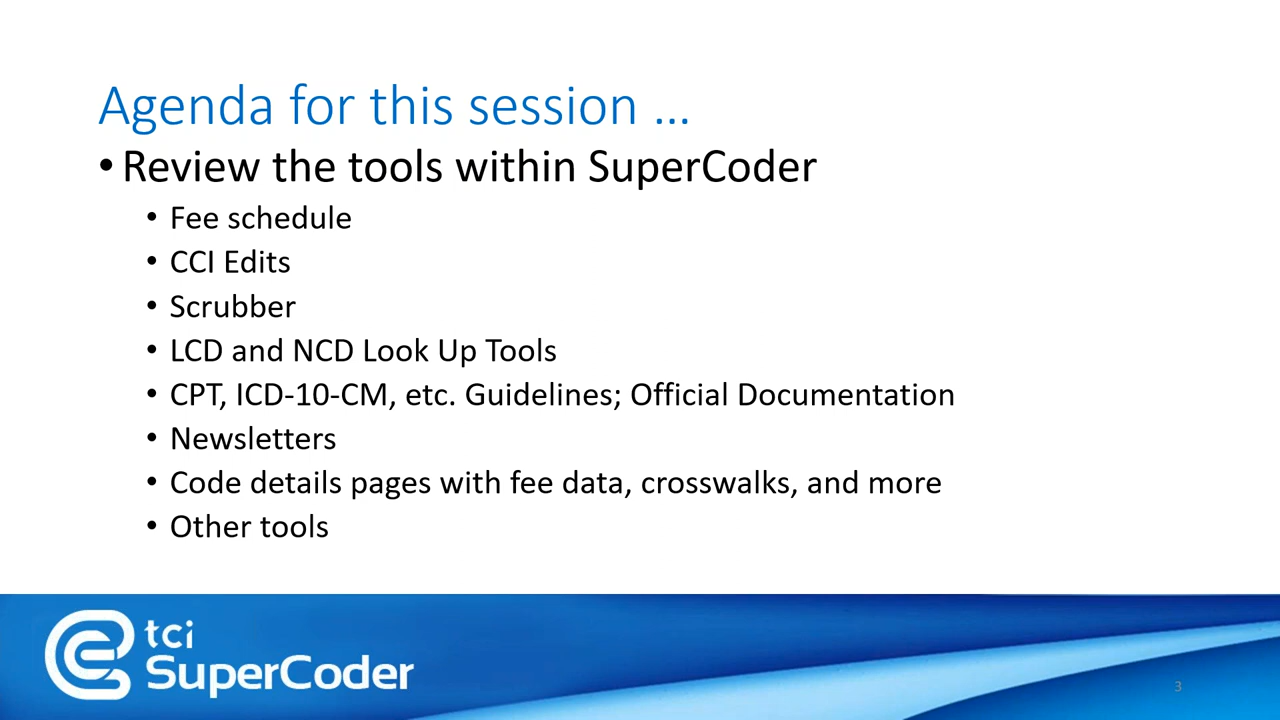 Agenda for this session ...
• Review the tools within SuperCoder
• Fee schedule
• CCI Edits
• Scrubber
• LCD and NCD Look Up Tools
• CPT, ICD-10-CM, etc. Guidelines; Official Documentation
• Newsletters
• Code details pages with fee data, crosswalks, and more
• Other tools
tci
SuperCoder
3